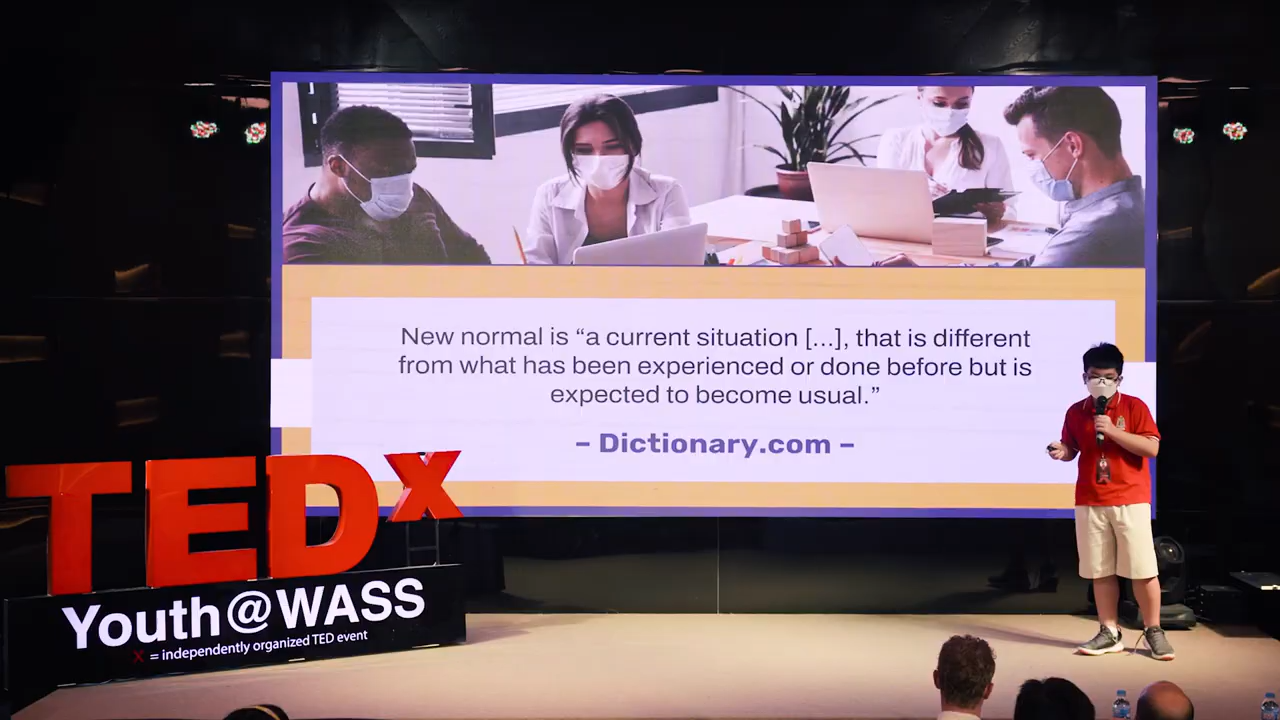 New normal is “a current situation [...], that is different
from what has been experienced or done before but is
expected to become usual.”
– Dictionary.com –
TEDx
Youth@WASS
x = independently organized TED event